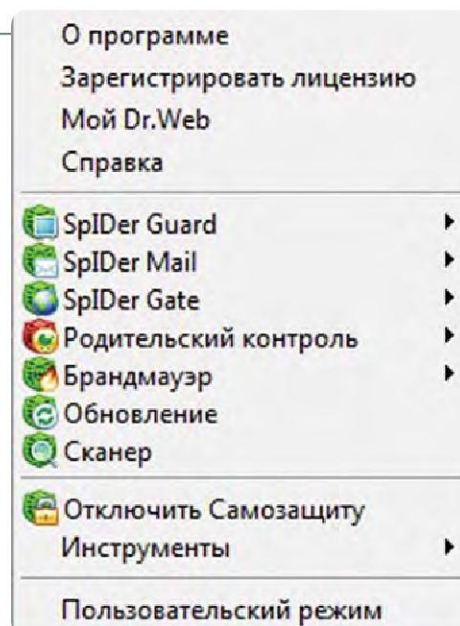 О программе
Зарегистрировать лицензию
Мой Dr.Web
Справка
SpIDer Guard
SpIDer Mail
SpIDer Gate
Родительский контроль
Брандмауэр
Обновление
Сканер
Отключить Самозащиту
Инструменты
Пользовательский режим